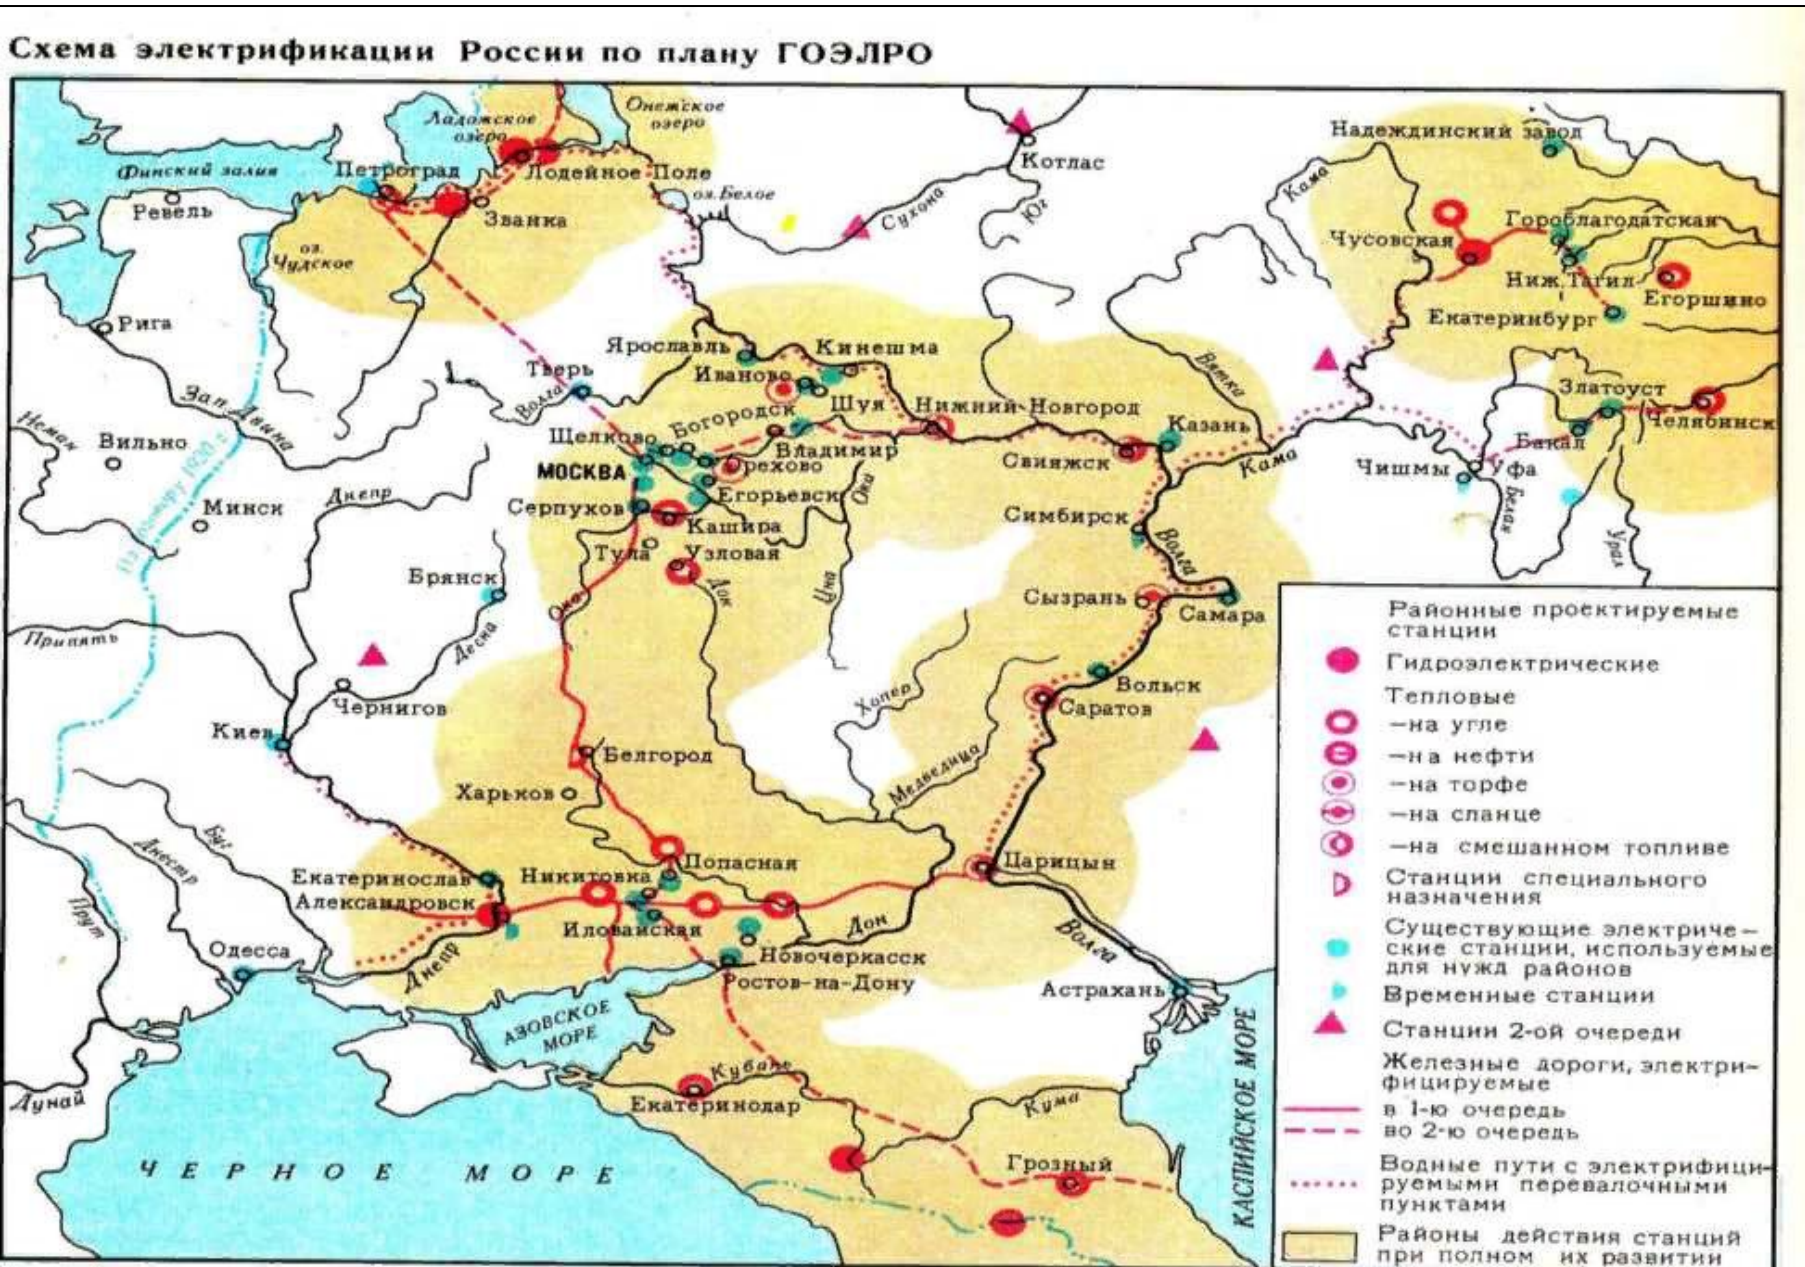 Схема электрификации России по плану ГОЭЛРО
Онежское
озеро
Ладожское
озеро
Финский залив
Петроград
Лодейное Поле
оз.Белое
Ревель
Званка
оз.
Чудское
Котлас
Сухона
Юг
Кама
Надеждинский завод
Гороблагодатская
Чусовская
Ниж.Тагил
Егоршино
Екатеринбург
Рига
Ярославль
Кинешма
Иваново
Тверь
Волга
Шуя
Нижний-Новгород
Вятка
Златоуст
Зап.Двина
Богородск
Щелково
Владимир
Казань
Бакал
Челябинск
Неман
Вильно
МОСКВА
Орехово
Свияжск
Кама
Чишмы
Уфа
Белая
Егорьевск
Ока
Днепр
Минск
Серпухов
Кашира
Симбирск
Волга
Урал
Тула
Узловая
Дон
Цна
Брянск
Ока
Сызрань
Самара
Припять
Десна
Чернигов
Хопер
Вольск
Саратов
Киев
Белгород
Медведица
Харьков
Буг
Днестр
Прут
Екатеринослав
Никитовка
Попасная
Царицын
Александровск
Иловайская
Дон
Волга
Одесса
Днепр
Новочеркасск
Ростов-на-Дону
Астрахань
АЗОВСКОЕ
МОРЕ
Кубань
Екатеринодар
Кума
Дунай
Грозный
ЧЕРНОЕ МОРЕ
КАСПИЙСКОЕ МОРЕ
Районные проектируемые
станции
Гидроэлектрические
Тепловые
–на угле
–на нефти
–на торфе
–на сланце
–на смешанном топливе
Станции специального
назначения
Существующие электриче–
ские станции, используемые
для нужд районов
Временные станции
Станции 2-ой очереди
Железные дороги, электри–
фицируемые
в 1-ю очередь
во 2-ю очередь
Водные пути с электрифици-
руемыми перевалочными
пунктами
Районы действия станций
при полном их развитии